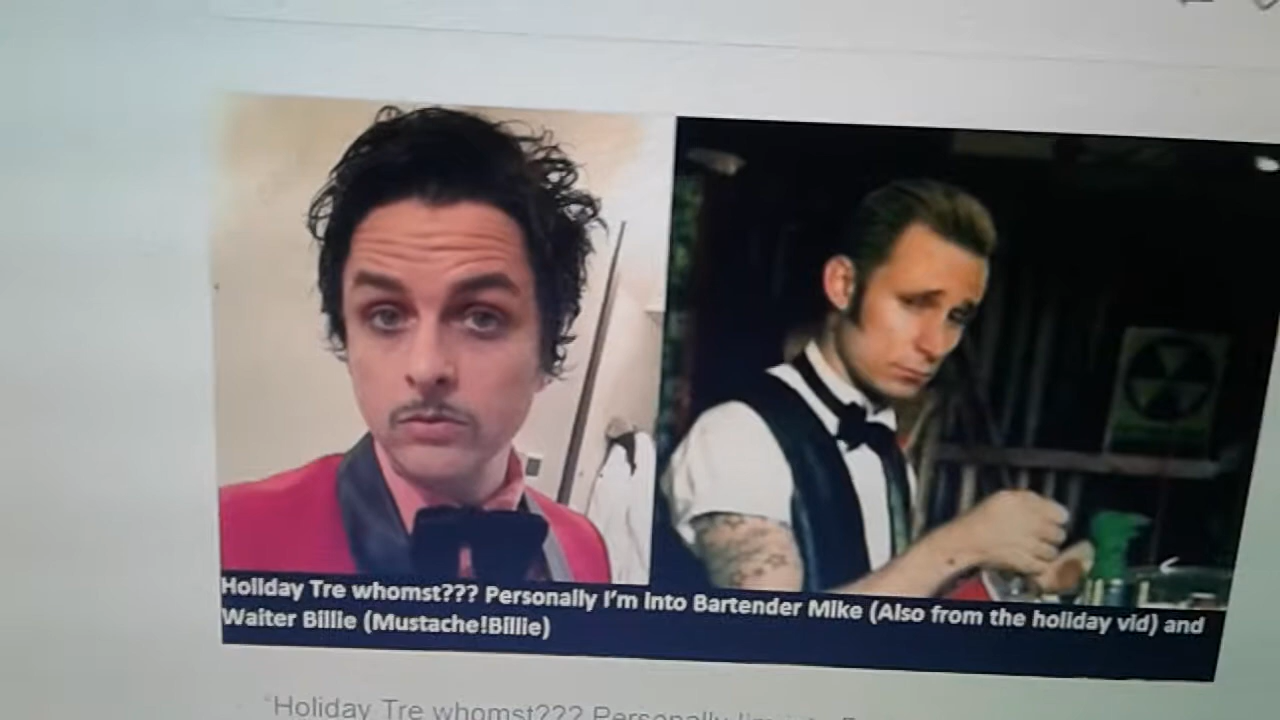 Holiday Tre whomst??? Personally I'm into Bartender Mike (Also from the holiday vid) and
Waiter Billie (Mustache!Billie)
"Holiday Tre whomst??? Personally I'm